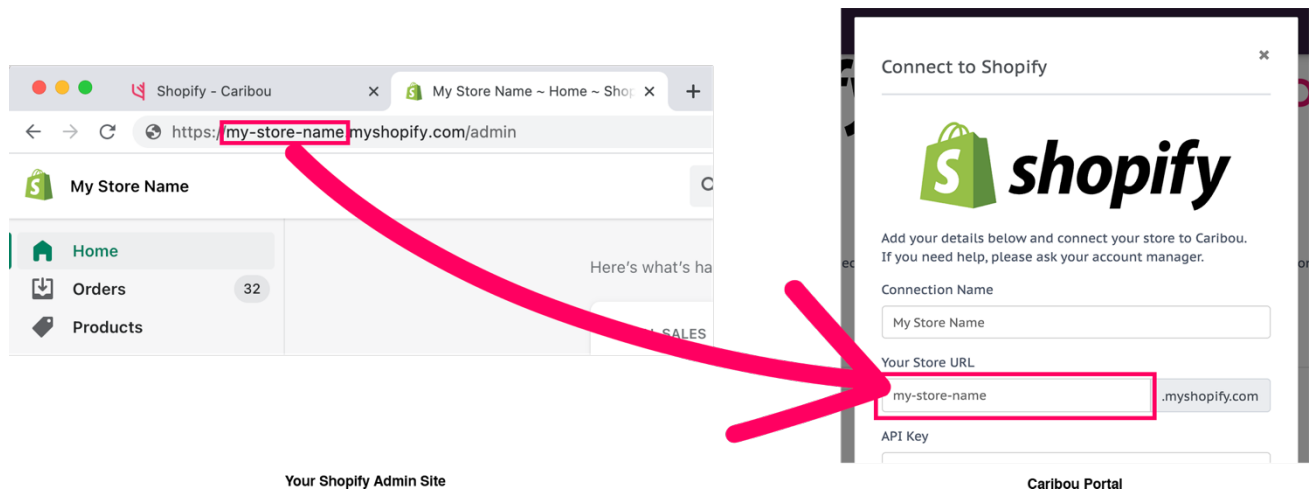 Shopify - Caribou
My Store Name ~ Home ~ Shop
https://my-store-name.myshopify.com/admin
My Store Name
Home
Orders
32
Products
Here's what's ha
SALES
Your Shopify Admin Site
Connect to Shopify
shopify
Add your details below and connect your store to Caribou.
If you need help, please ask your account manager.
Connection Name
My Store Name
Your Store URL
my-store-name
.myshopify.com
API Key
Caribou Portal